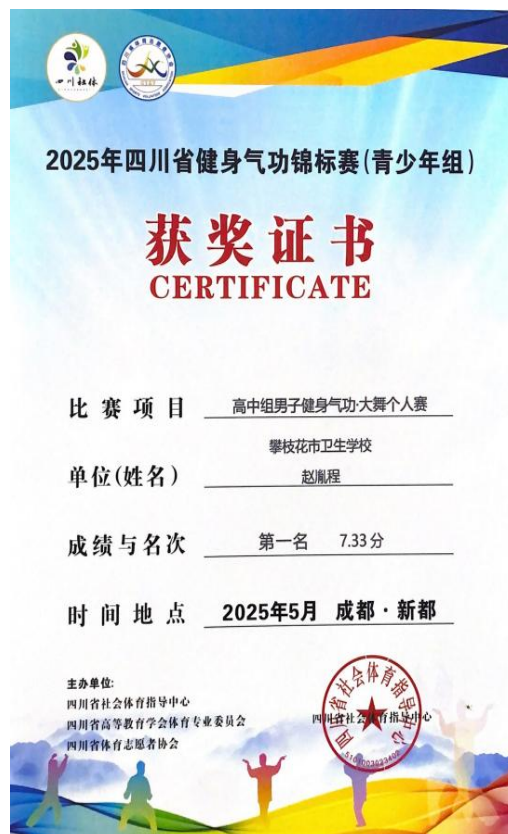 四川社体
2025年四川省健身气功锦标赛(青少年组)
获奖证书
CERTIFICATE
比赛项目 高中组男子健身气功·大舞个人赛
攀枝花市卫生学校
单位(姓名) 赵胤程
成绩与名次 第一名 7.33分
时间地点 2025年5月 成都·新都
主办单位:
四川省社会体育指导中心
四川省高等教育学会体育专业委员会
四川省体育志愿者协会
四川省社会体育指导中心
四川省社会体育指导中心